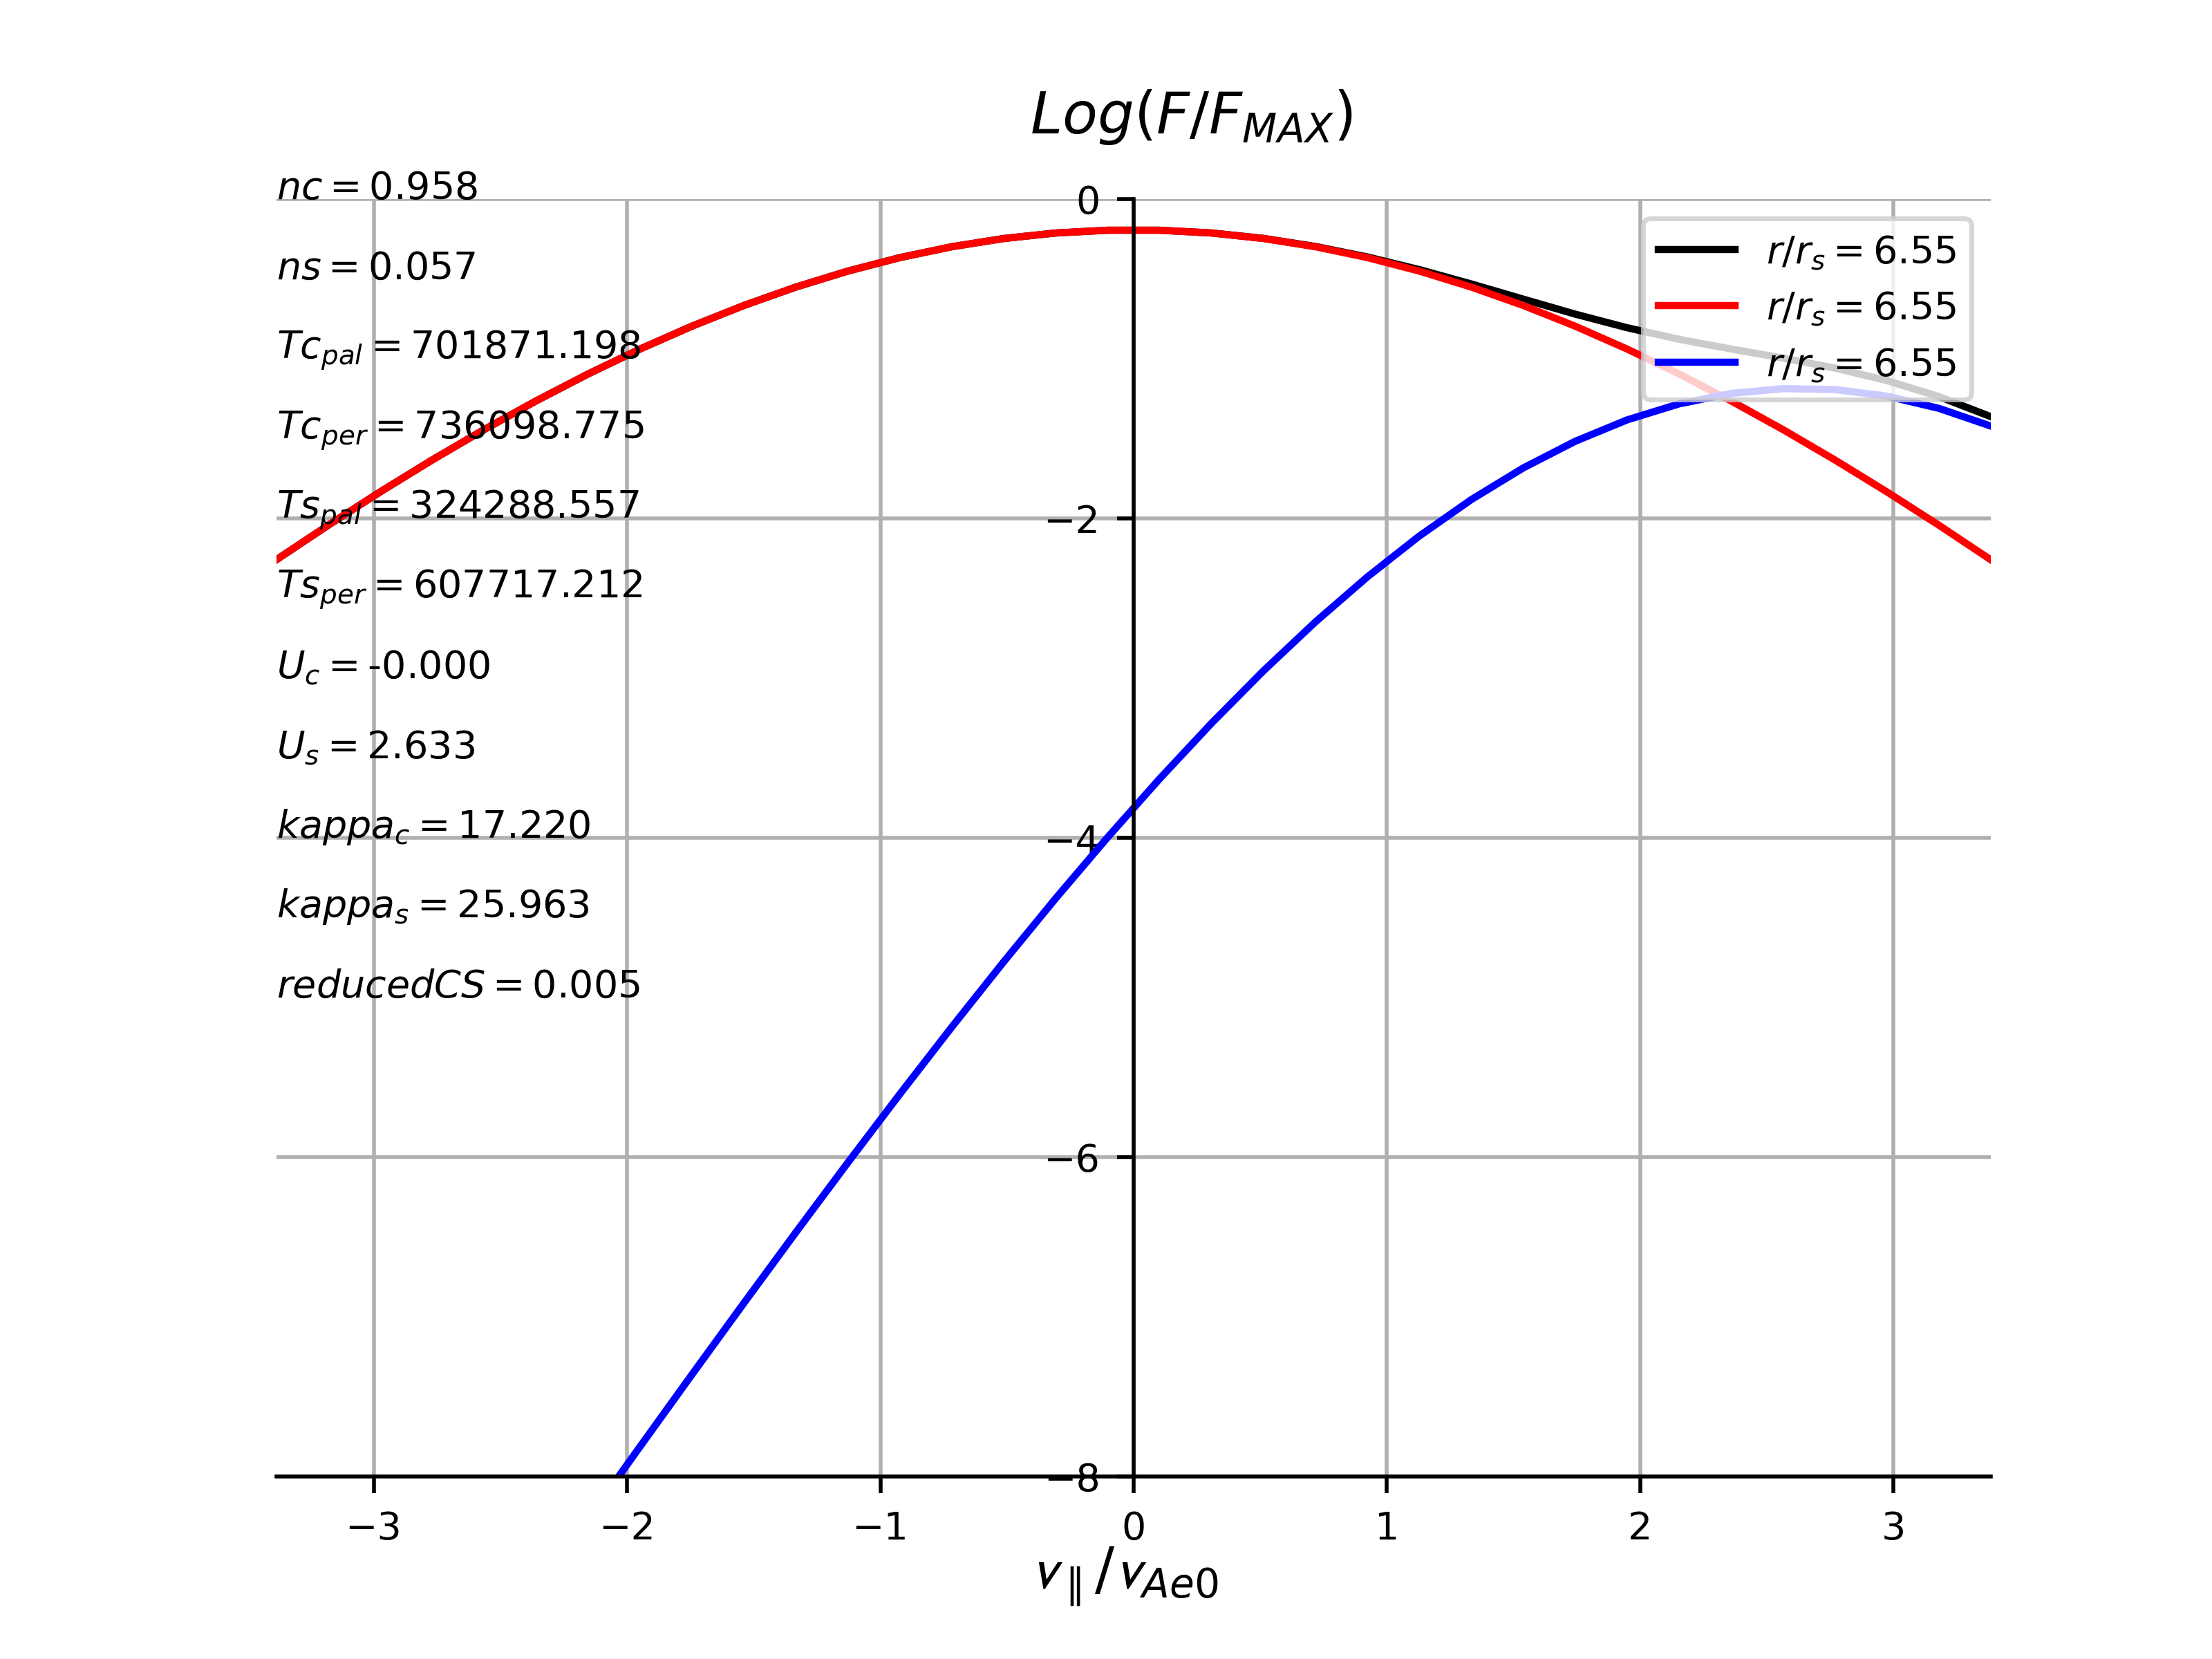 Log(F/F_MAX)
nc = 0.958
ns = 0.057
Tc_pal = 701871.198
Tc_per = 736098.775
Ts_pal = 324288.557
Ts_per = 607717.212
U_c = -0.000
U_s = 2.633
kappa_c = 17.220
kappa_s = 25.963
reducedCS = 0.005
0
−2
−4
−6
−8
r/r_s = 6.55
r/r_s = 6.55
r/r_s = 6.55
−3 −2 −1 0 1 2 3
v_∥/v_Ae0